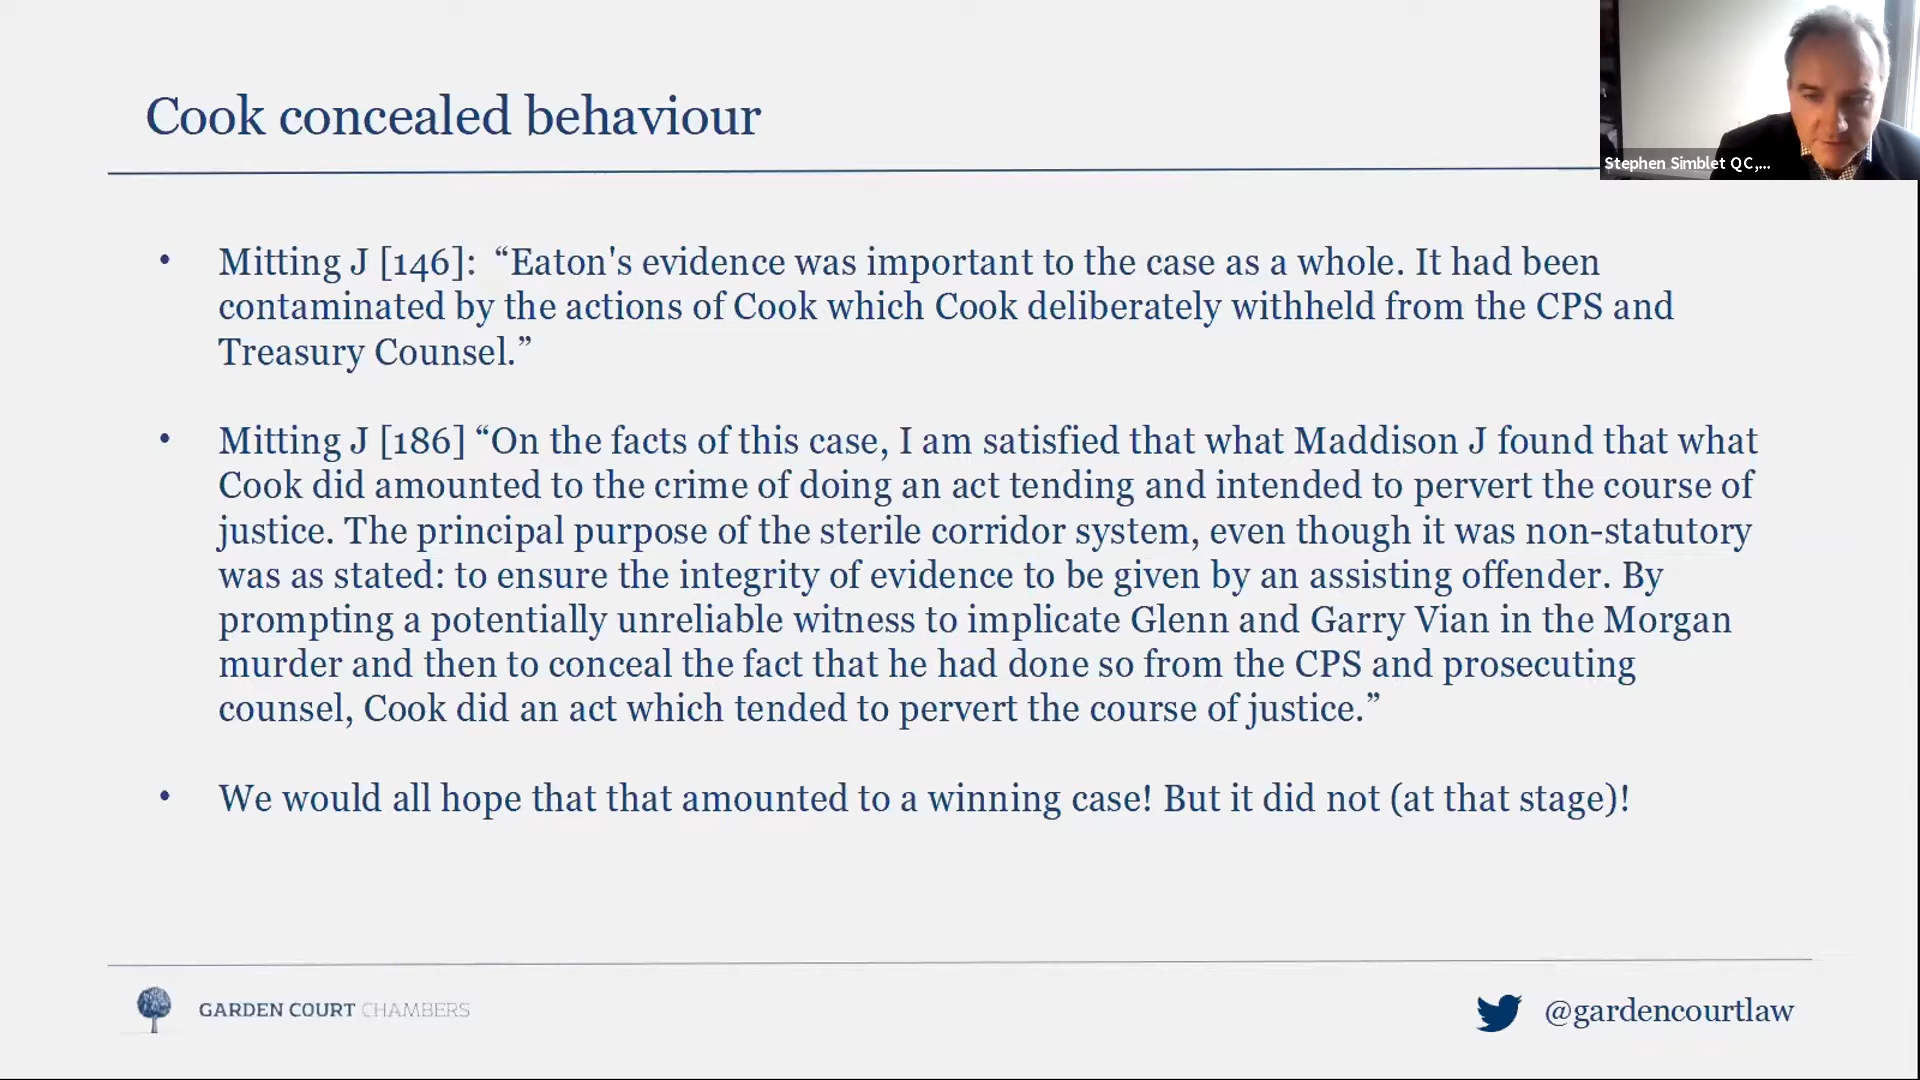 Cook concealed behaviour
Stephen Simblet QC,...
• Mitting J [146]: “Eaton's evidence was important to the case as a whole. It had been
contaminated by the actions of Cook which Cook deliberately withheld from the CPS and
Treasury Counsel.”
• Mitting J [186] “On the facts of this case, I am satisfied that what Maddison J found that what
Cook did amounted to the crime of doing an act tending and intended to pervert the course of
justice. The principal purpose of the sterile corridor system, even though it was non-statutory
was as stated: to ensure the integrity of evidence to be given by an assisting offender. By
prompting a potentially unreliable witness to implicate Glenn and Garry Vian in the Morgan
murder and then to conceal the fact that he had done so from the CPS and prosecuting
counsel, Cook did an act which tended to pervert the course of justice.”
• We would all hope that that amounted to a winning case! But it did not (at that stage)!
GARDEN COURT CHAMBERS
@gardencourtlaw